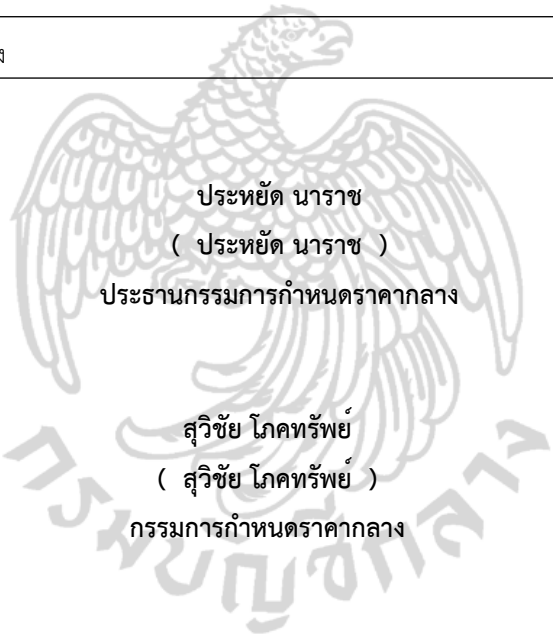 ง
ประหยัด นาราช
( ประหยัด นาราช )
ประธานกรรมการกำหนดราคากลาง
สุวิชัย โภคทรัพย์
( สุวิชัย โภคทรัพย์ )
กรรมการกำหนดราคากลาง
กรมบัญชีกลาง